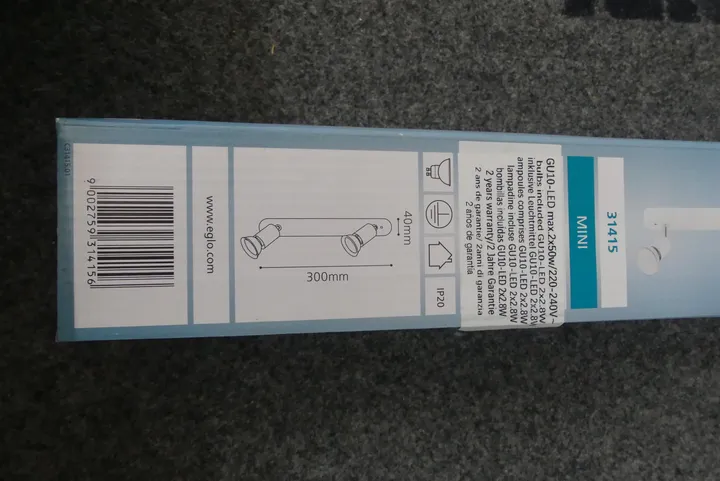 31415
MINI
GU10-LED max.2x50w/220-240V~
bulbs included GU10-LED 2x2.8W
inklusive Leuchtmittel GU10-LED 2x2.8W
ampoules comprises GU10-LED 2x2.8W
lampadine incluse GU10-LED 2x2.8W
bombillas incluídas GU10-LED 2x2.8W
2 years warranty/2 Jahre Garantie
2 ans de garantie/ 2anni di garanzia
2 años de garantia
IP20
40mm
300mm
www.eglo.com
9 002759 314156